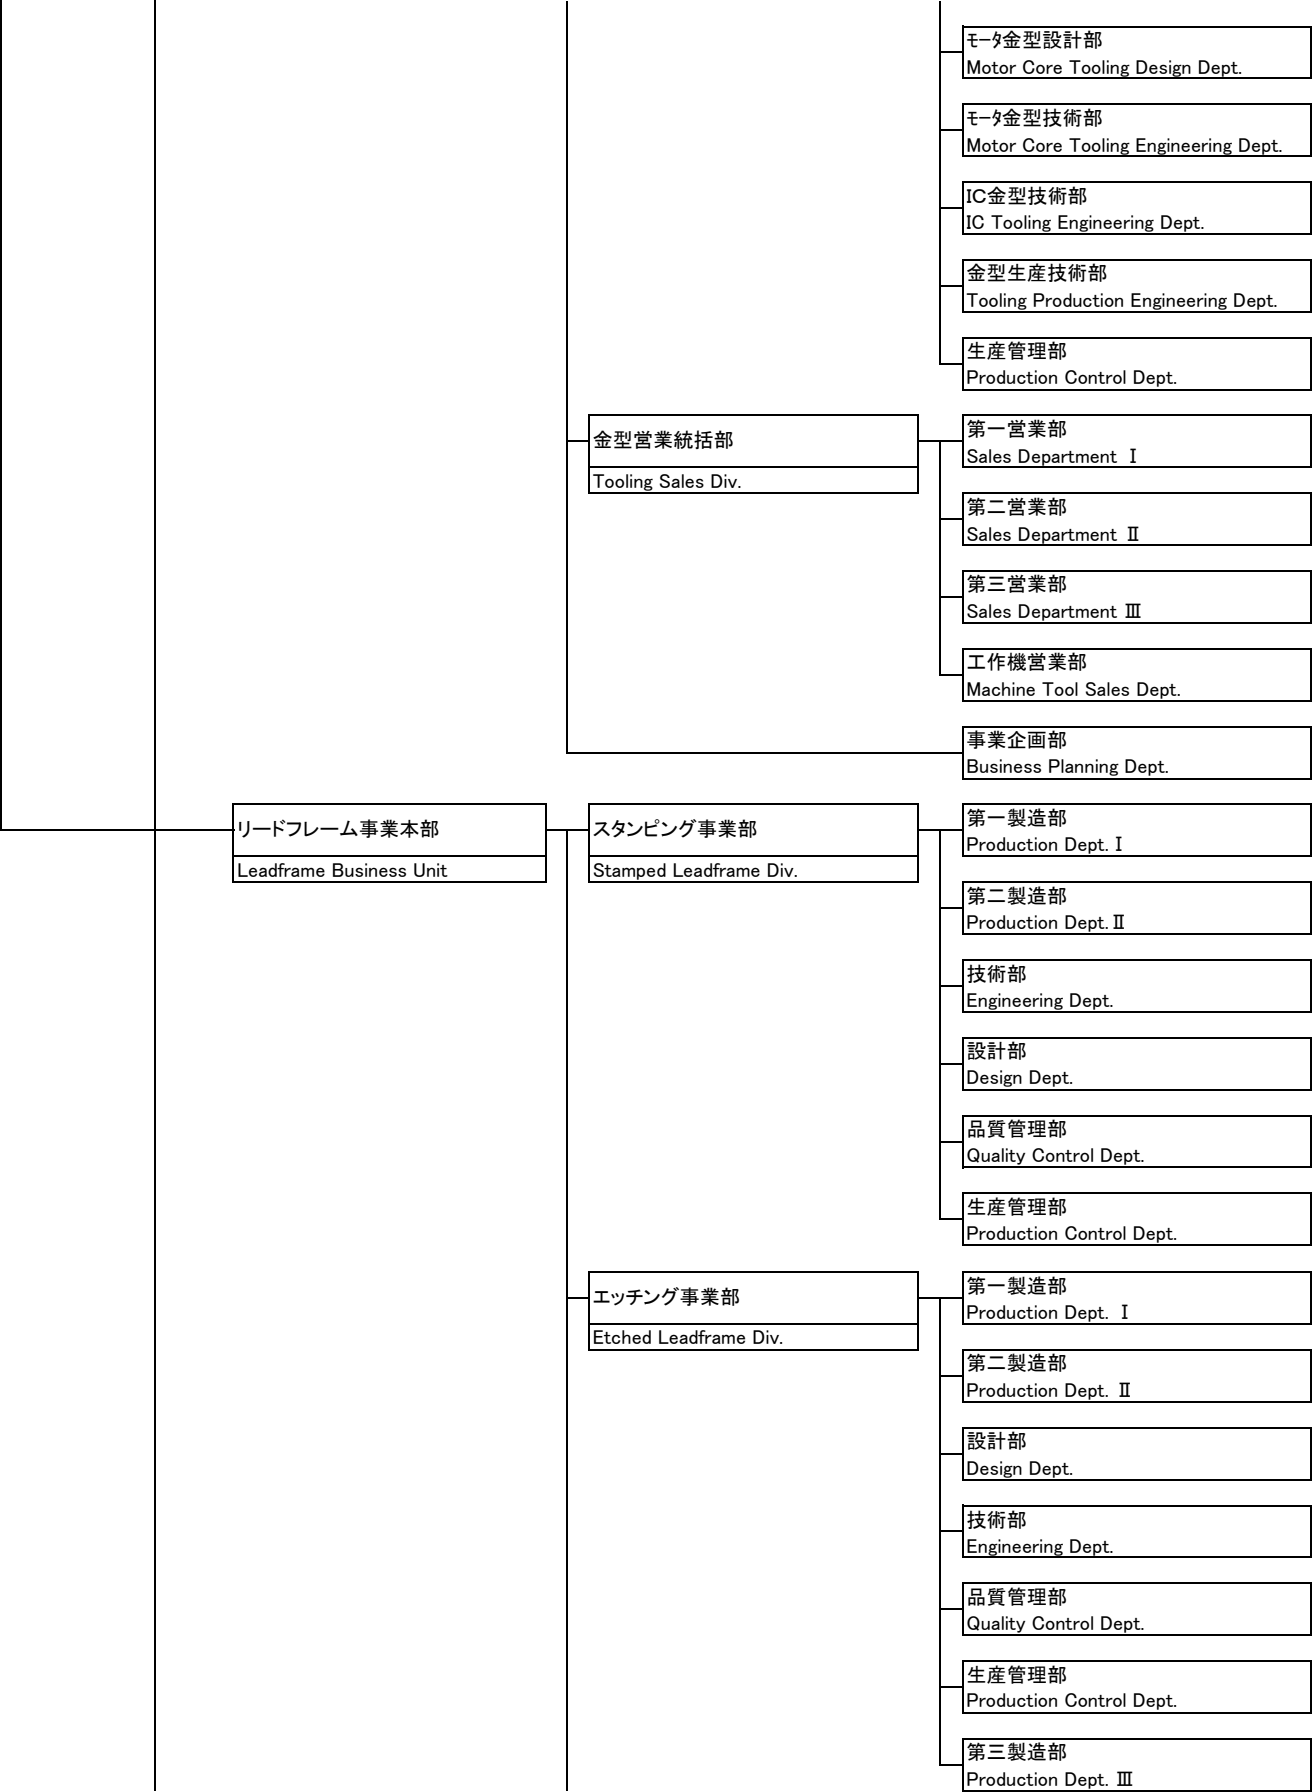 ﾓｰﾀ金型設計部
Motor Core Tooling Design Dept.
ﾓｰﾀ金型技術部
Motor Core Tooling Engineering Dept.
IC金型技術部
IC Tooling Engineering Dept.
金型生産技術部
Tooling Production Engineering Dept.
生産管理部
Production Control Dept.
金型営業統括部
Tooling Sales Div.
第一営業部
Sales Department Ⅰ
第二営業部
Sales Department Ⅱ
第三営業部
Sales Department Ⅲ
工作機営業部
Machine Tool Sales Dept.
事業企画部
Business Planning Dept.
リードフレーム事業本部
Leadframe Business Unit
スタンピング事業部
Stamped Leadframe Div.
第一製造部
Production Dept.Ⅰ
第二製造部
Production Dept.Ⅱ
技術部
Engineering Dept.
設計部
Design Dept.
品質管理部
Quality Control Dept.
生産管理部
Production Control Dept.
エッチング事業部
Etched Leadframe Div.
第一製造部
Production Dept. Ⅰ
第二製造部
Production Dept. Ⅱ
設計部
Design Dept.
技術部
Engineering Dept.
品質管理部
Quality Control Dept.
生産管理部
Production Control Dept.
第三製造部
Production Dept. Ⅲ